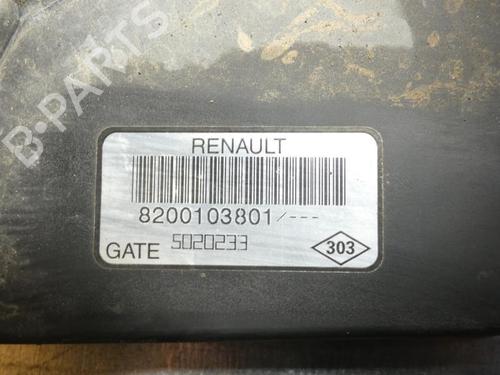 B-PARTS
RENAULT
8200103801/---
GATE 5020233
303